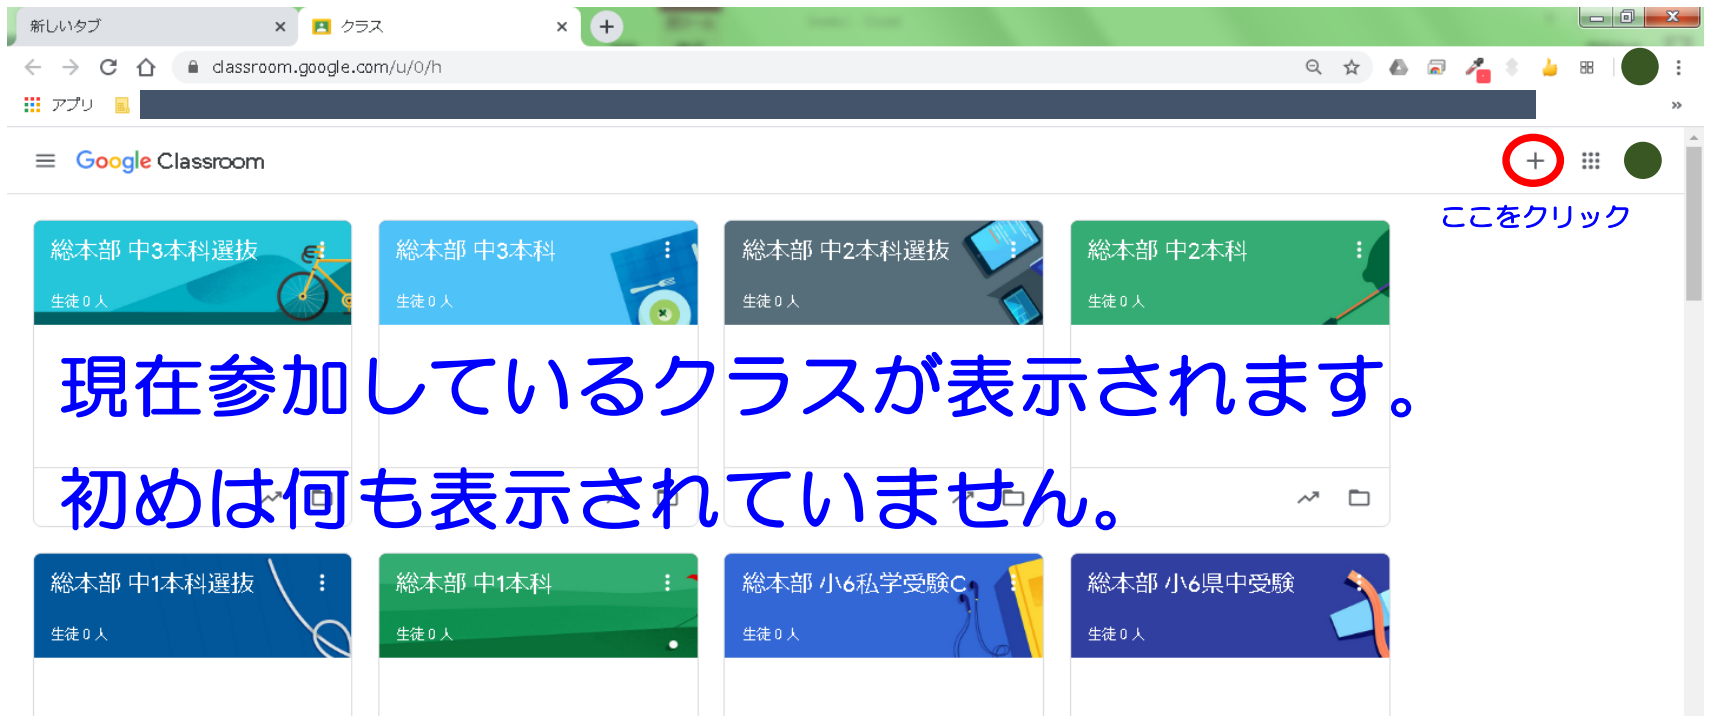 新しいタブ
クラス
classroom.google.com/u/0/h
アプリ
Google Classroom
ここをクリック
総本部 中3本科選抜
生徒 0 人
総本部 中3本科
生徒 0 人
総本部 中2本科選抜
生徒 0 人
総本部 中2本科
生徒 0 人
現在参加しているクラスが表示されます。
初めは何も表示されていません。
総本部 中1本科選抜
生徒 0 人
総本部 中1本科
生徒 0 人
総本部 小6私学受験C
生徒 0 人
総本部 小6県中受験
生徒 0 人